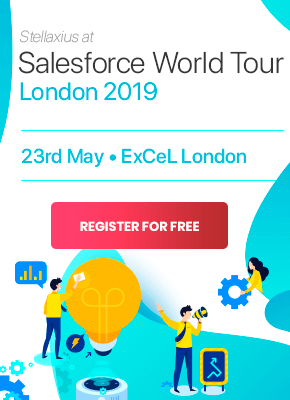 Stellaxius at
Salesforce World Tour
London 2019
23rd May • ExCeL London
REGISTER FOR FREE